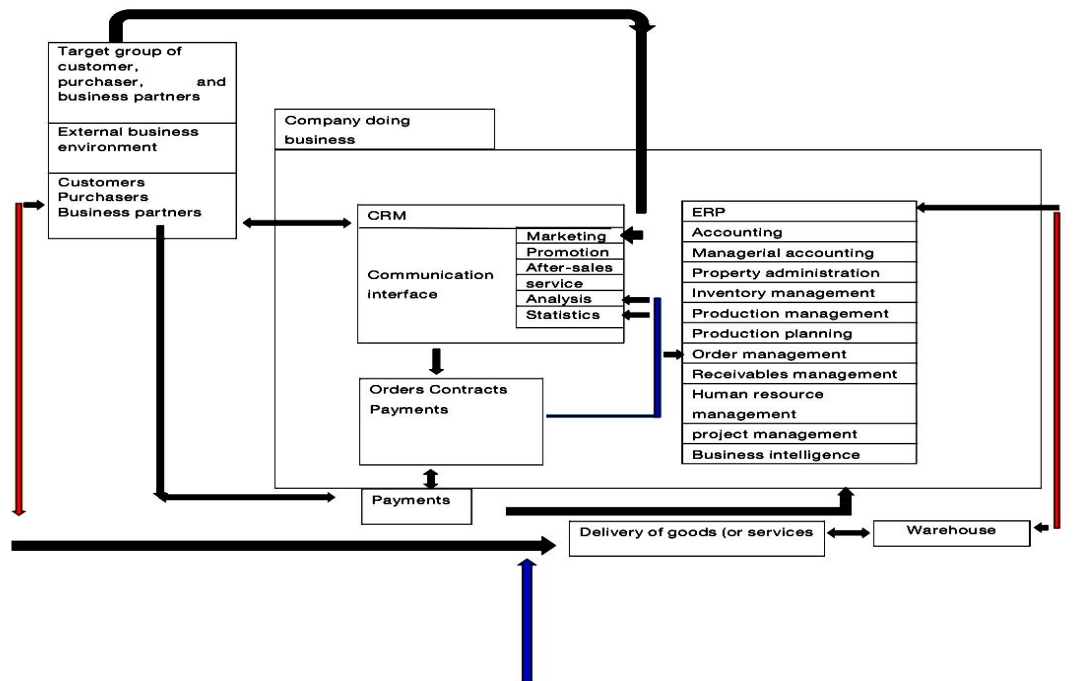 Target group of
customer,
purchaser, and
business partners
External business
environment
Customers
Purchasers
Business partners
Company doing
business
CRM
Communication
interface
Marketing
Promotion
After-sales
service
Analysis
Statistics
ERP
Accounting
Managerial accounting
Property administration
Inventory management
Production management
Production planning
Order management
Receivables management
Human resource
management
project management
Business intelligence
Orders Contracts
Payments
Payments
Delivery of goods (or services
Warehouse